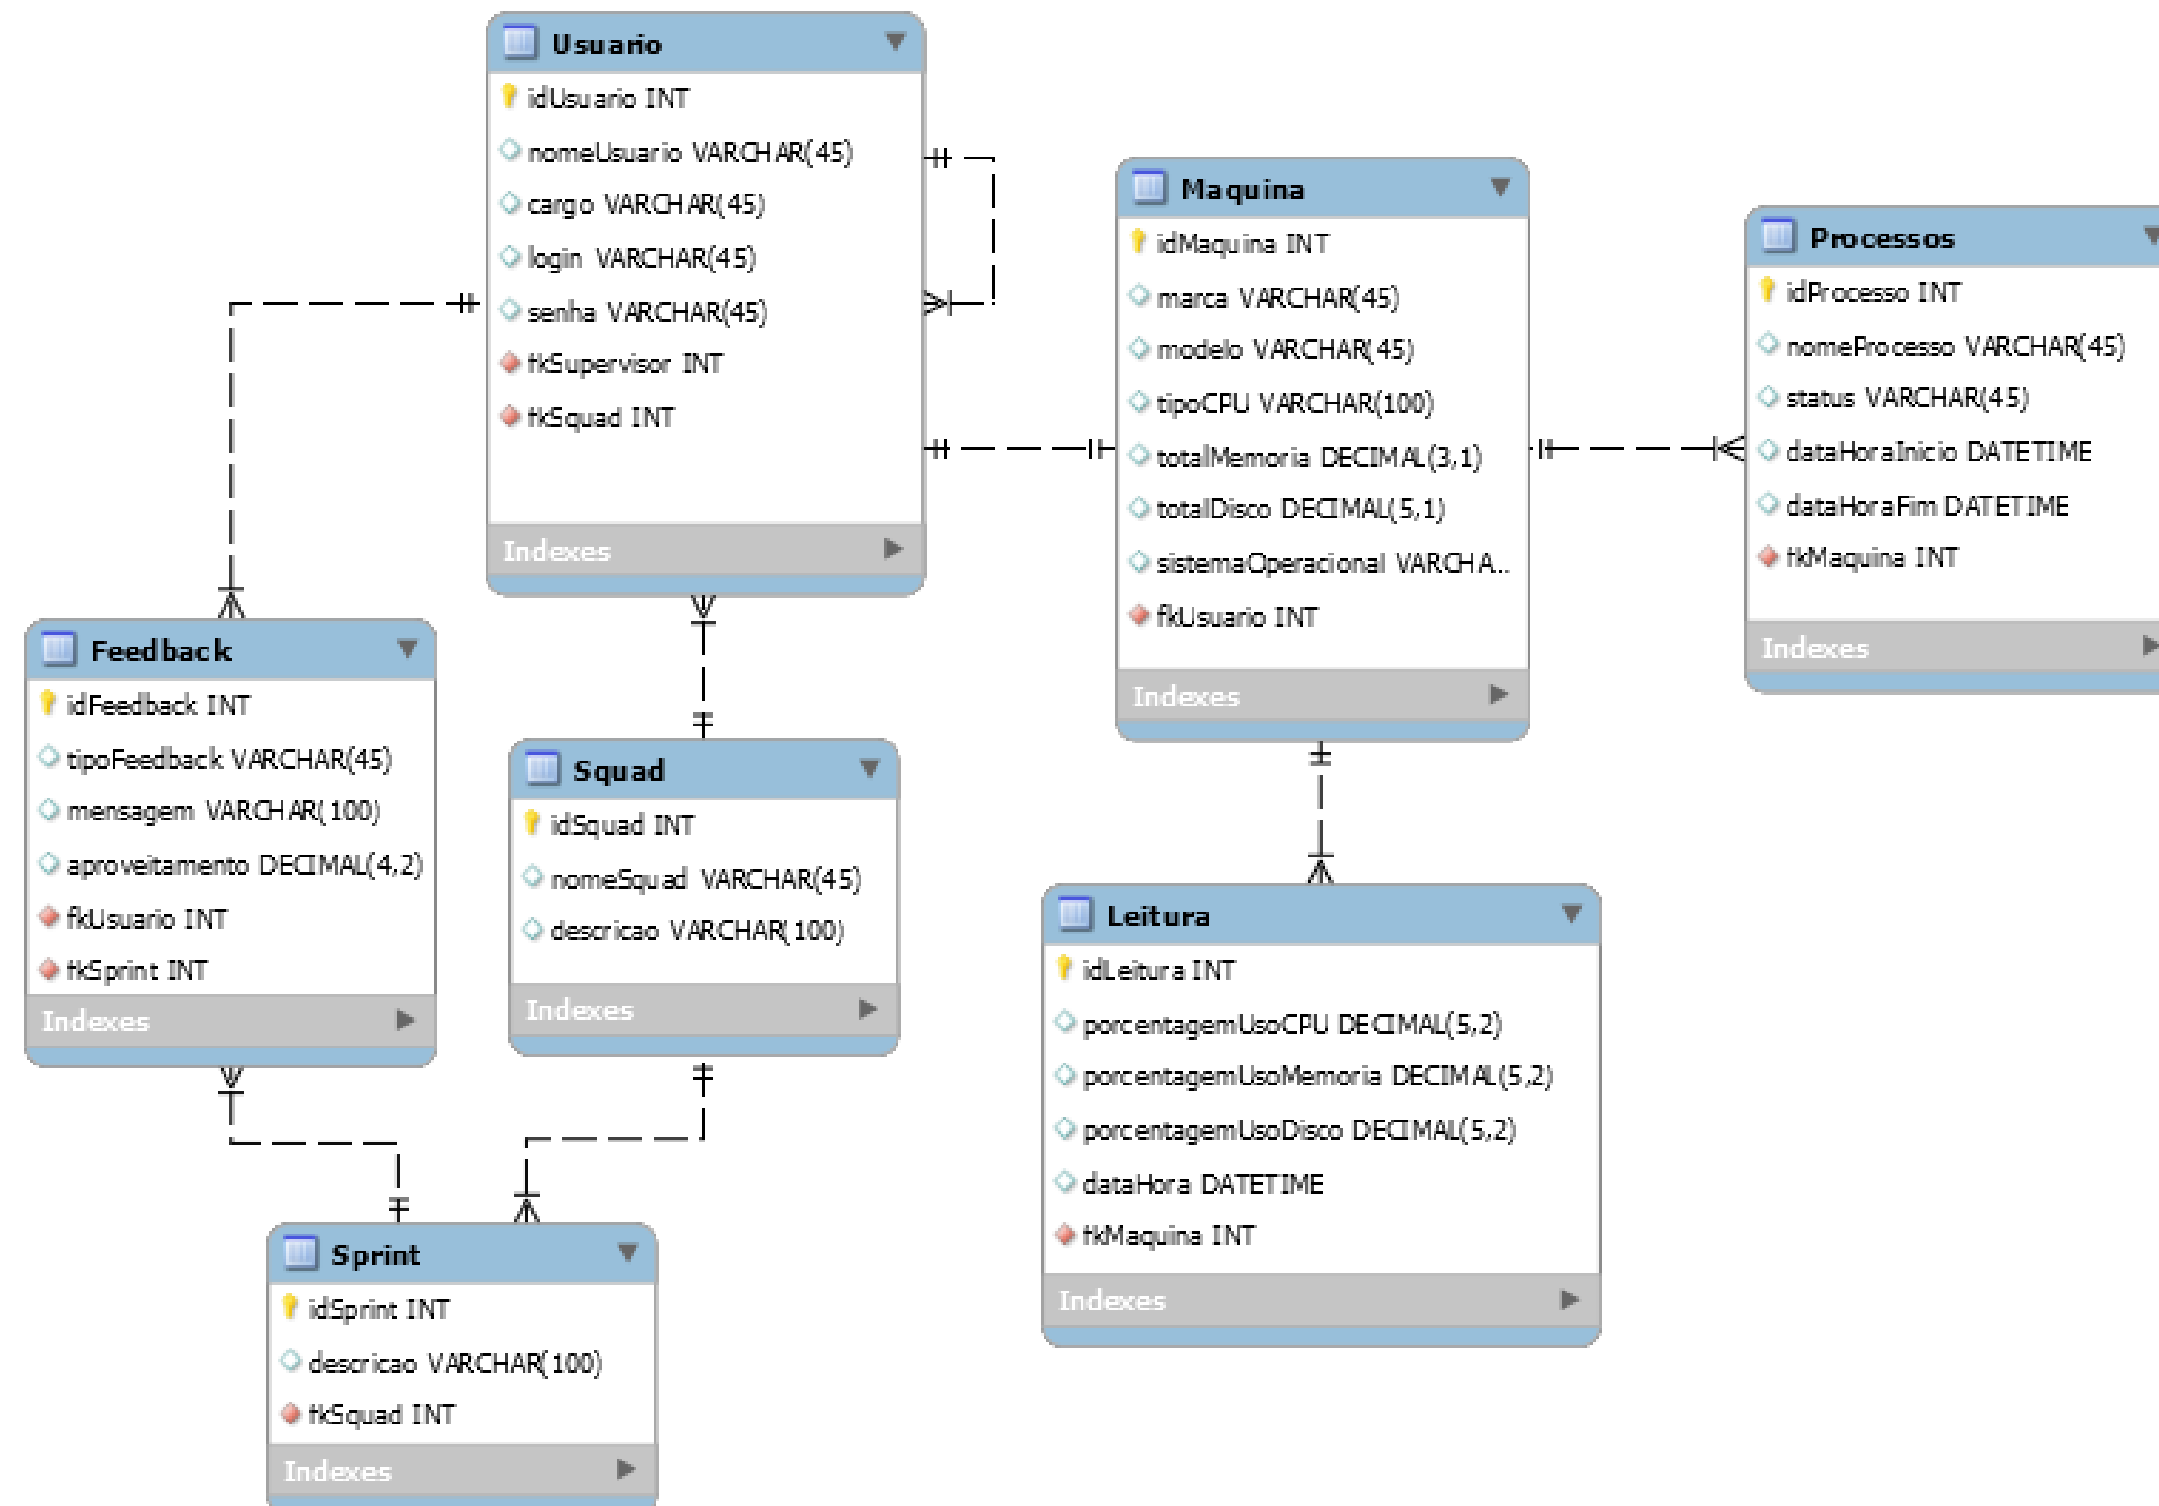 Usuario
idUsuario INT
nomeUsuario VARCHAR(45)
cargo VARCHAR(45)
login VARCHAR(45)
senha VARCHAR(45)
fkSupervisor INT
fkSquad INT
Indexes
Maquina
idMaquina INT
marca VARCHAR(45)
modelo VARCHAR(45)
tipoCPU VARCHAR(100)
totalMemoria DECIMAL(3,1)
totalDisco DECIMAL(5,1)
sistemaOperacional VARCHA...
fkUsuario INT
Indexes
Processos
idProcesso INT
nomeProcesso VARCHAR(45)
status VARCHAR(45)
dataHoraInicio DATETIME
dataHoraFim DATETIME
fkMaquina INT
Indexes
Feedback
idFeedback INT
tipoFeedback VARCHAR(45)
mensagem VARCHAR(100)
aproveitamento DECIMAL(4,2)
fkUsuario INT
fkSprint INT
Indexes
Squad
idSquad INT
nomeSquad VARCHAR(45)
descricao VARCHAR(100)
Indexes
Leitura
idLeitura INT
porcentagemUsoCPU DECIMAL(5,2)
porcentagemUsoMemoria DECIMAL(5,2)
porcentagemUsoDisco DECIMAL(5,2)
dataHora DATETIME
fkMaquina INT
Indexes
Sprint
idSprint INT
descricao VARCHAR(100)
fkSquad INT
Indexes